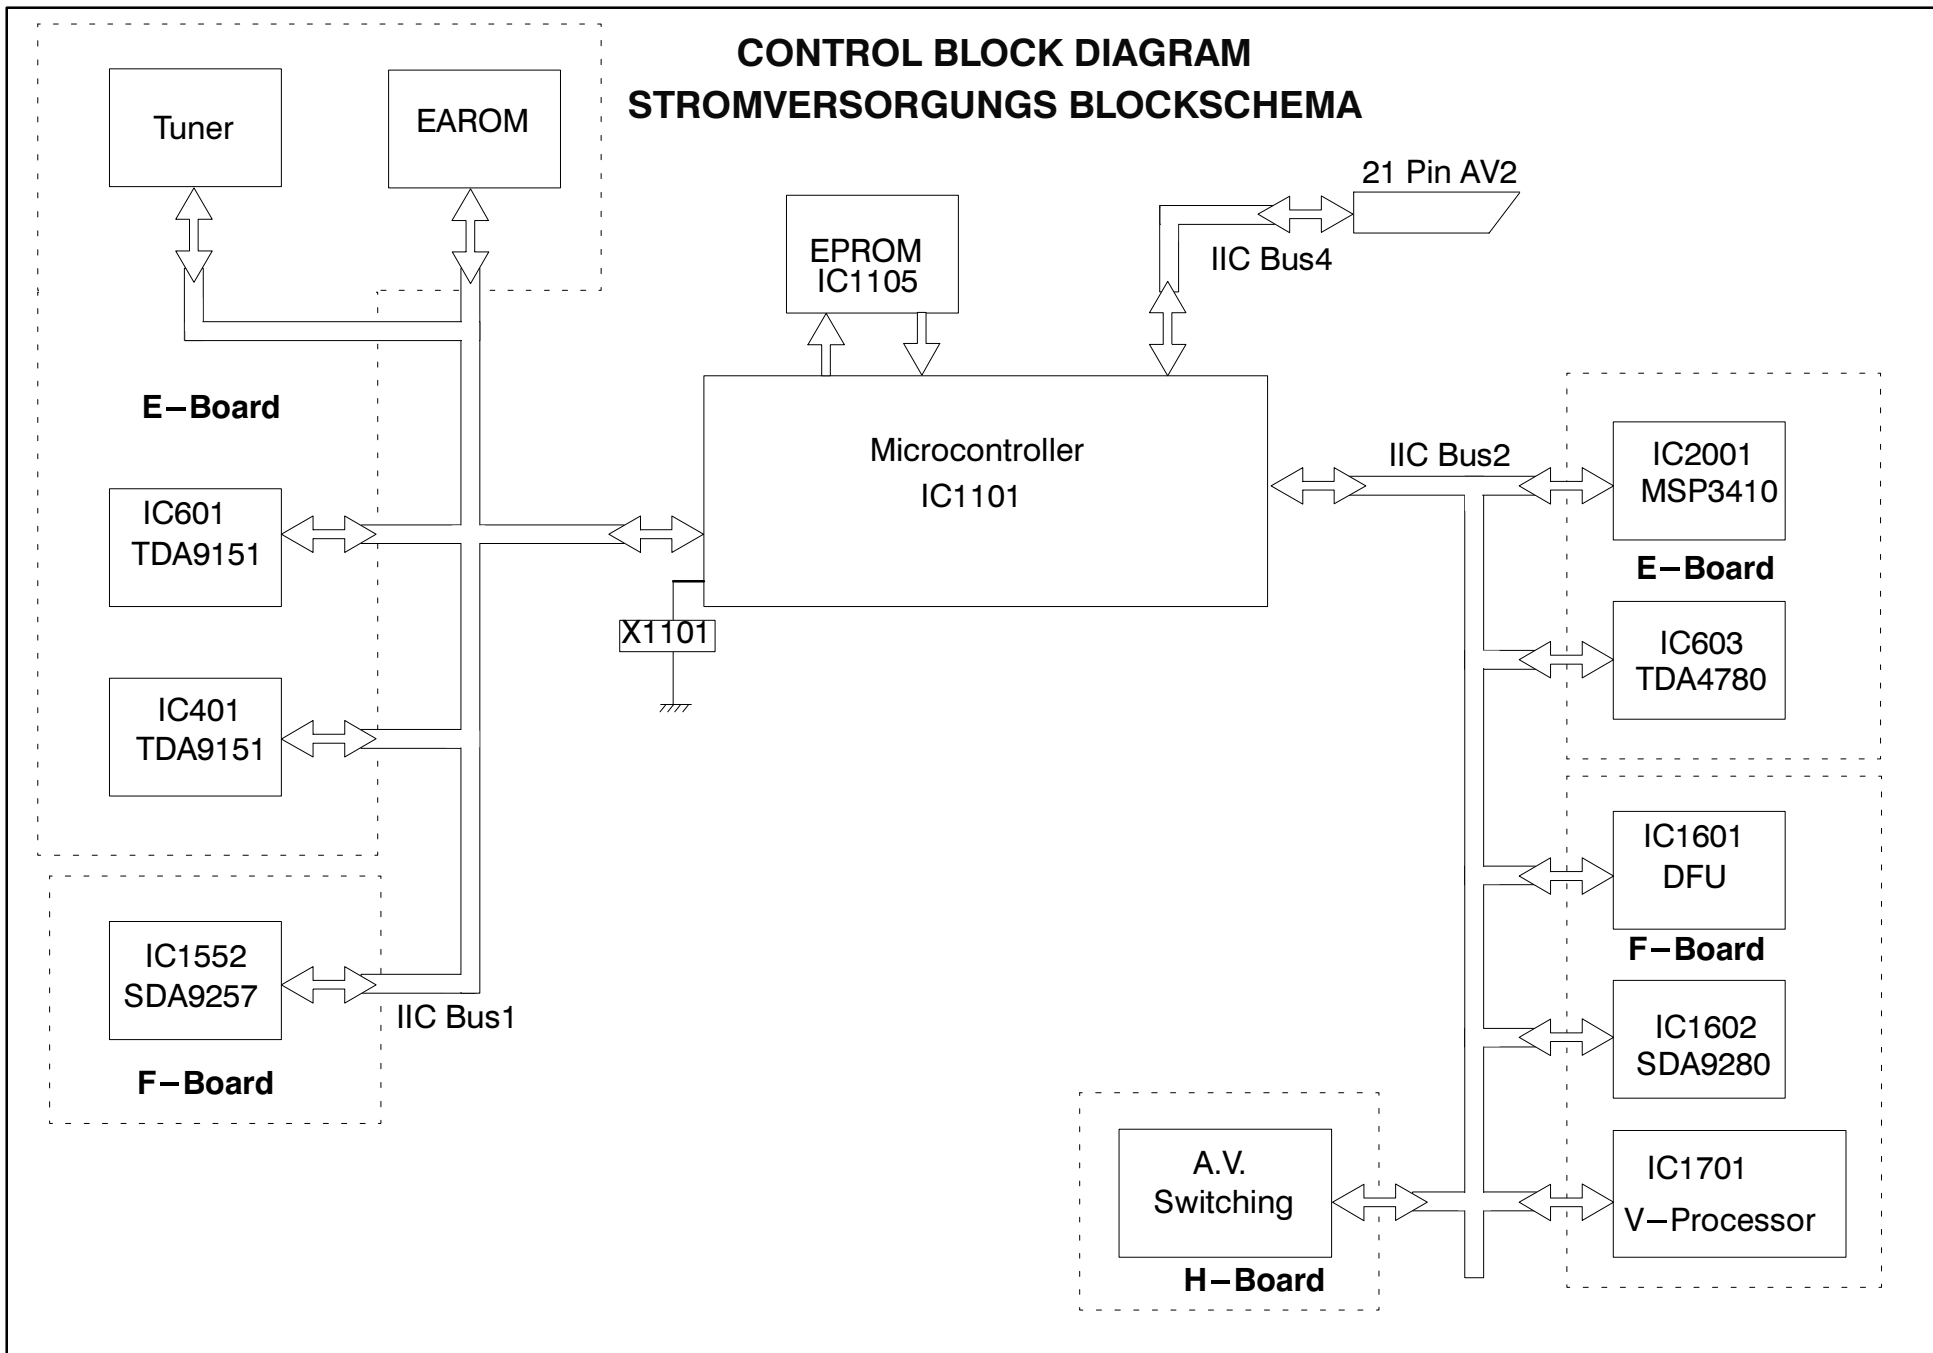 CONTROL BLOCK DIAGRAM
STROMVERSORGUNGS BLOCKSCHEMA
Tuner
EAROM
E–Board
IC601
TDA9151
IC401
TDA9151
IC1552
SDA9257
F–Board
IIC Bus1
EPROM
IC1105
21 Pin AV2
IIC Bus4
Microcontroller
IC1101
X1101
IIC Bus2
IC2001
MSP3410
E–Board
IC603
TDA4780
IC1601
DFU
F–Board
IC1602
SDA9280
IC1701
V–Processor
A.V.
Switching
H–Board